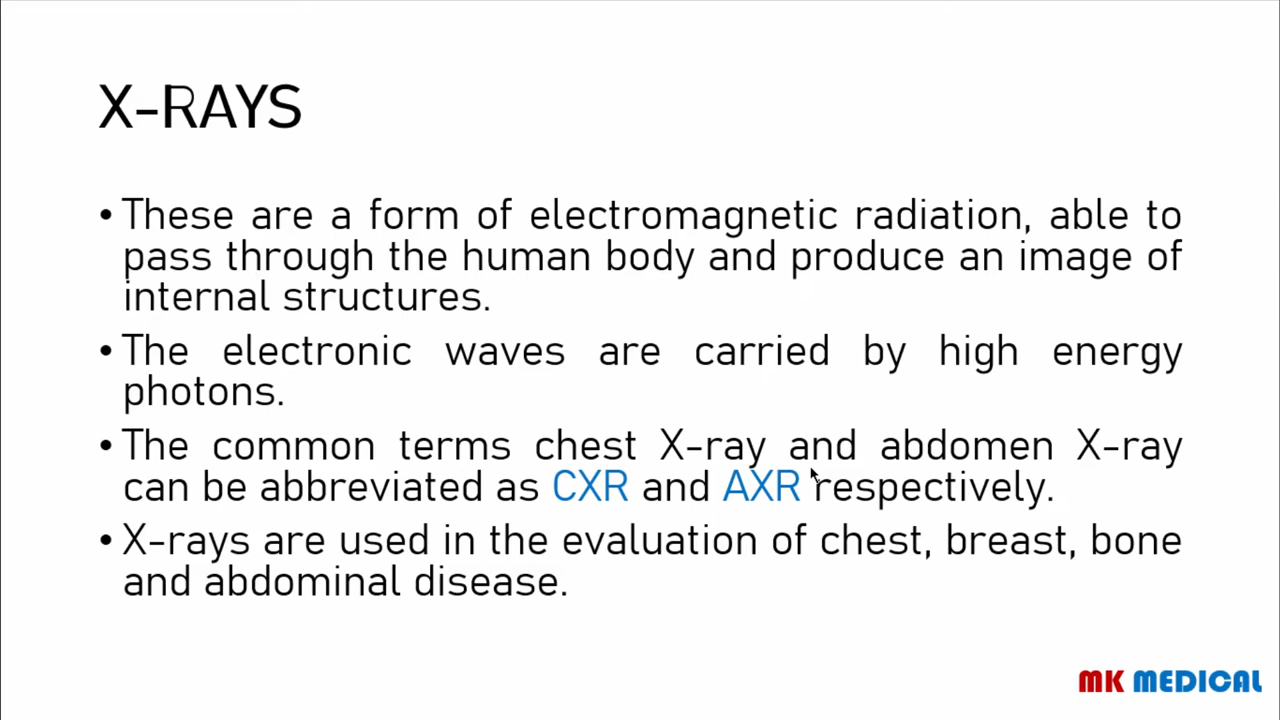 X-RAYS
• These are a form of electromagnetic radiation, able to
pass through the human body and produce an image of
internal structures.
• The electronic waves are carried by high energy
photons.
• The common terms chest X-ray and abdomen X-ray
can be abbreviated as CXR and AXR respectively.
• X-rays are used in the evaluation of chest, breast, bone
and abdominal disease.
MK MEDICAL